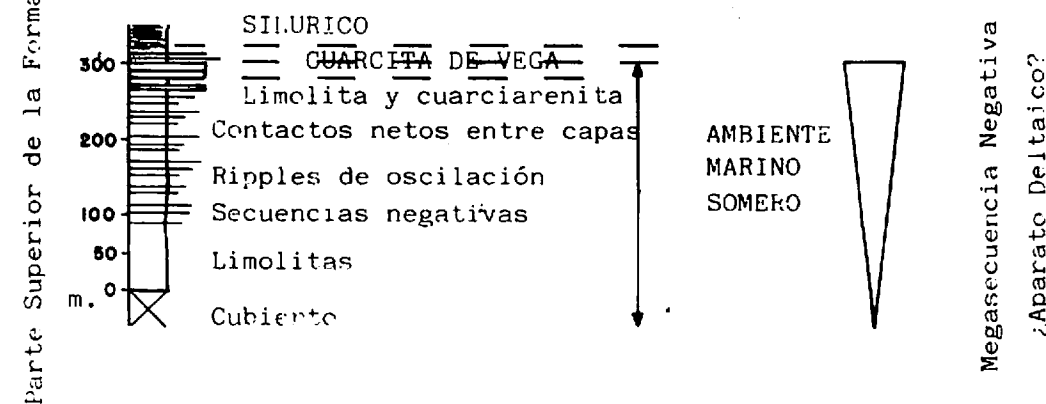 Parte Superior de la Forma
SILURICO
300
CUARCITA DE VEGA
Limolita y cuarciarenita
200
Contactos netos entre capas
Ripples de oscilación
100
Secuencias negativas
50
Limolitas
m. 0
Cubierto
AMBIENTE
MARINO
SOMERO
Megasecuencia Negativa
¿Aparato Deltaico?